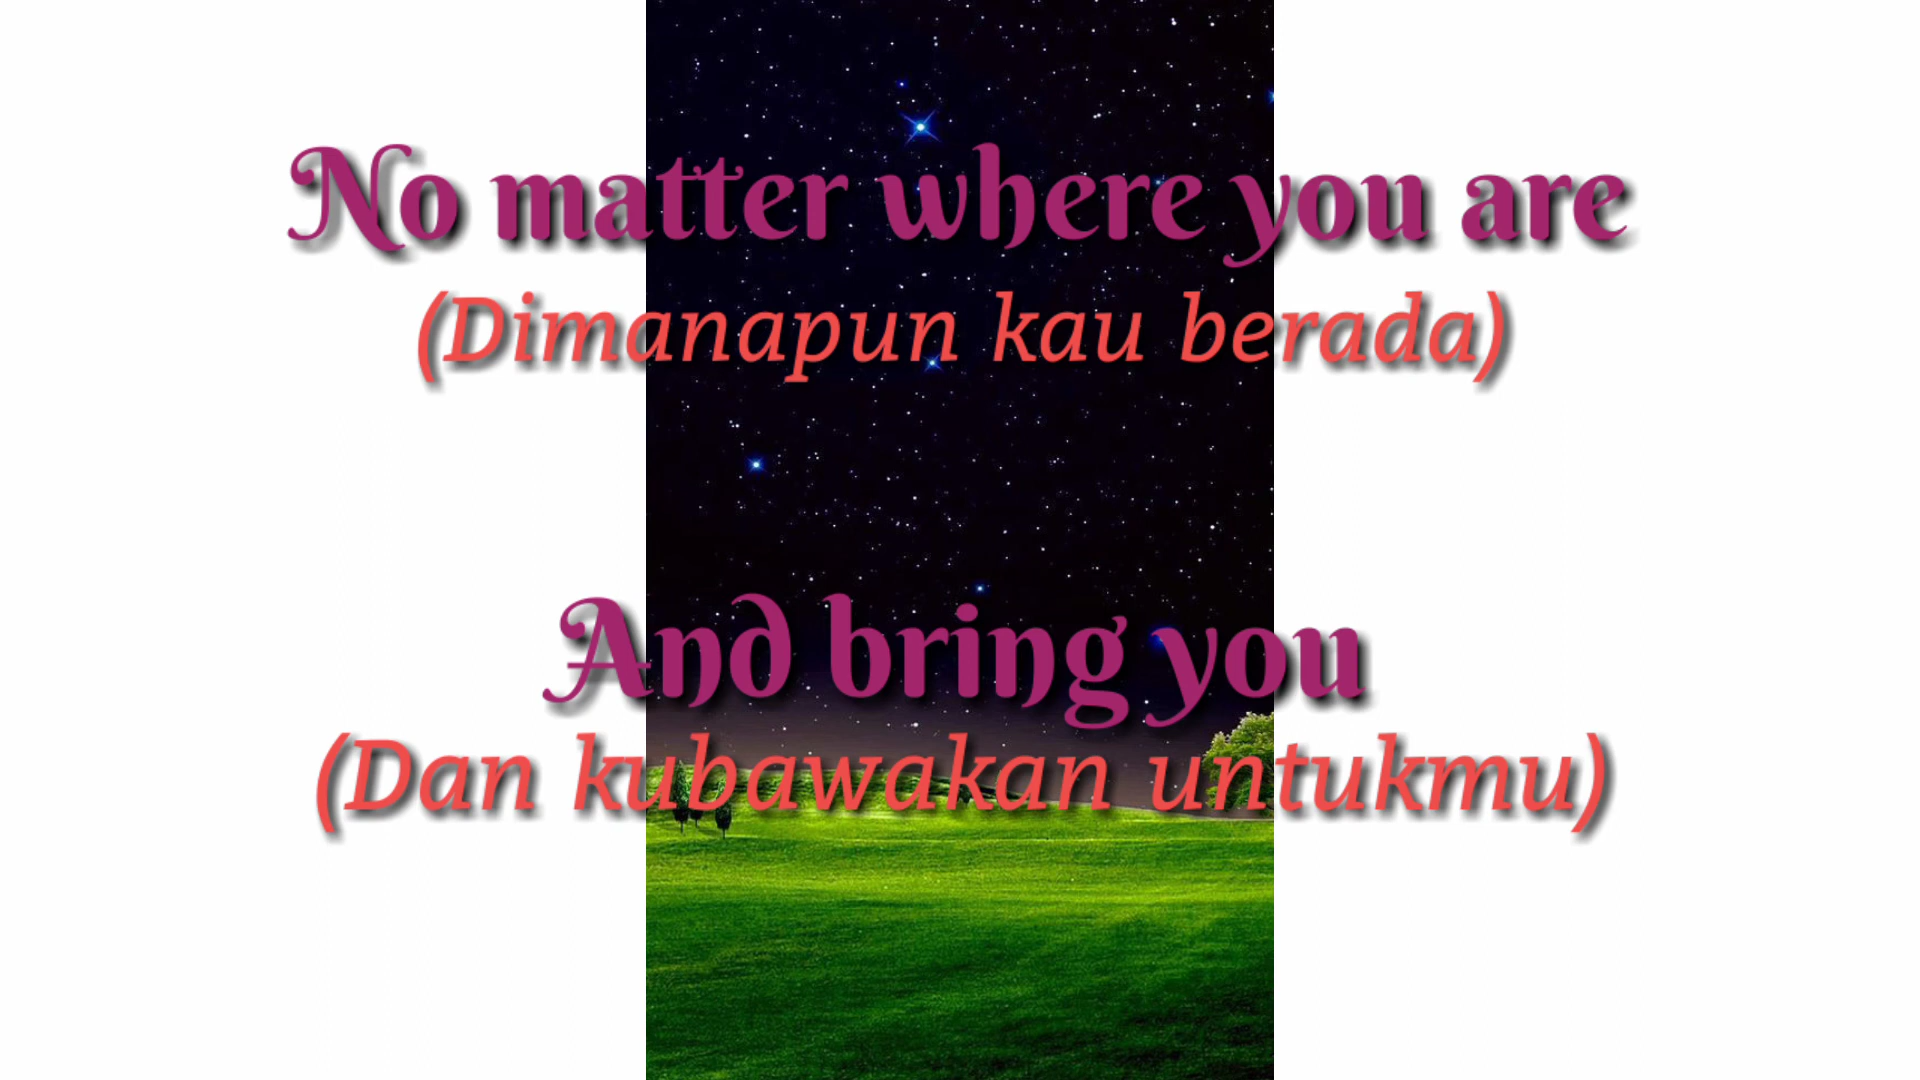 No matter where you are
(Dimanapun kau berada)
And bring you
(Dan kubawakan untukmu)